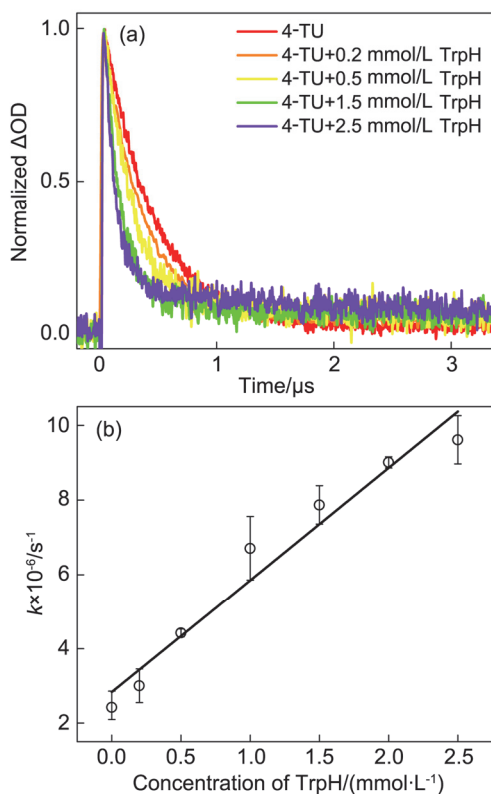 (a)
4-TU
4-TU+0.2 mmol/L TrpH
4-TU+0.5 mmol/L TrpH
4-TU+1.5 mmol/L TrpH
4-TU+2.5 mmol/L TrpH
Normalized ΔOD
1.0
0.5
0.0
0 1 2 3
Time/μs
(b)
k×10⁻⁶/s⁻¹
10
8
6
4
2
0.0 0.5 1.0 1.5 2.0 2.5
Concentration of TrpH/(mmol·L⁻¹)